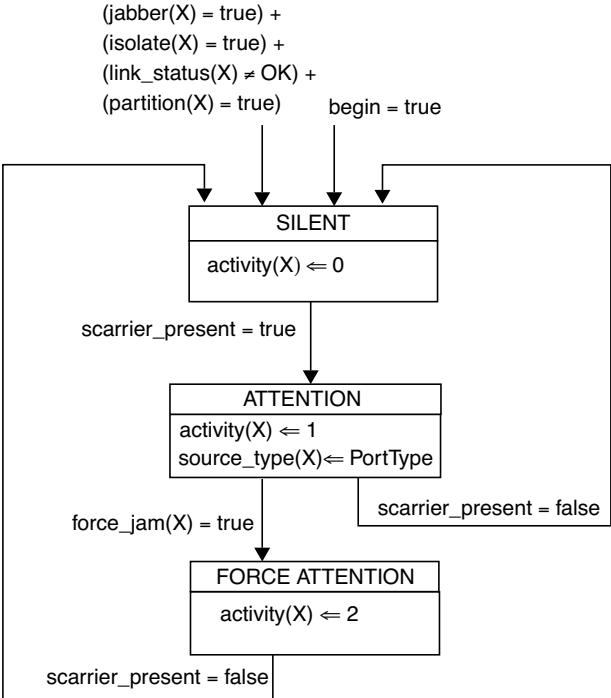 (jabber(X) = true) +
(isolate(X) = true) +
(link_status(X) ≠ OK) +
(partition(X) = true)
begin = true
SILENT
activity(X) ⇐ 0
scarrier_present = true
ATTENTION
activity(X) ⇐ 1
source_type(X)⇐ PortType
scarrier_present = false
force_jam(X) = true
FORCE ATTENTION
activity(X) ⇐ 2
scarrier_present = false